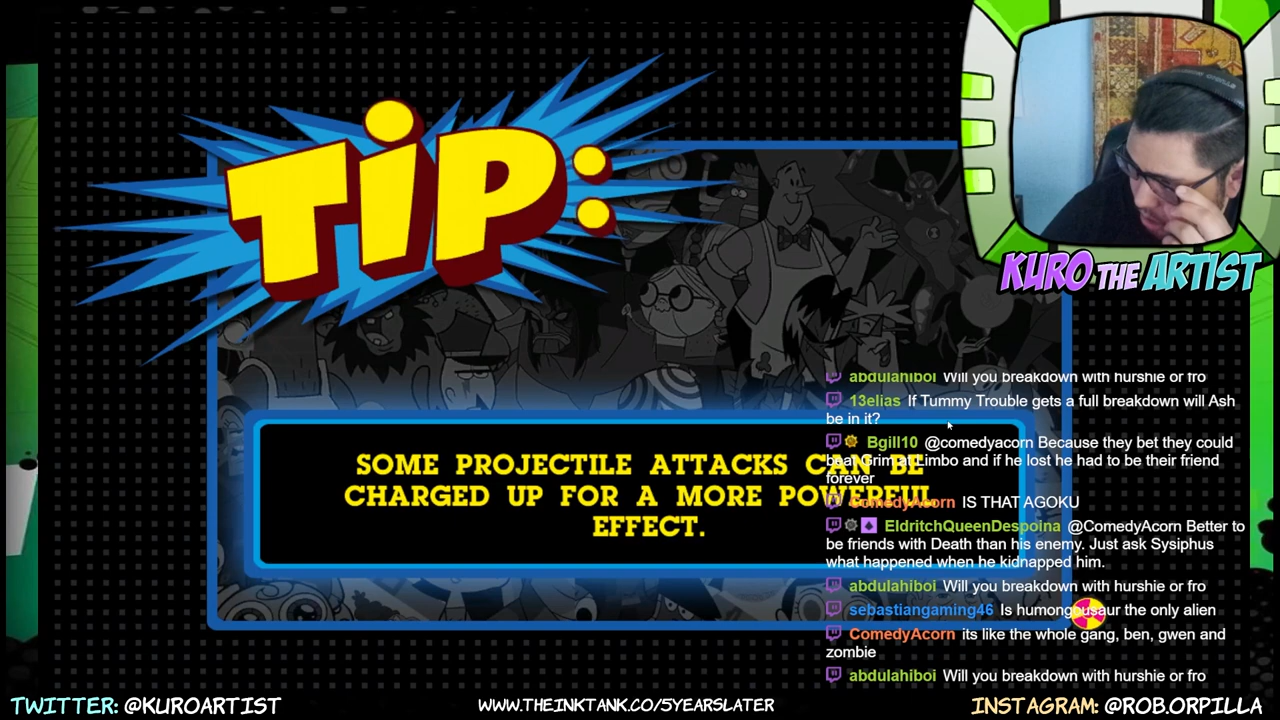 TiP:
KURO THE ARTIST
SOME PROJECTILE ATTACKS CAN BE
CHARGED UP FOR A MORE POWERFUL
EFFECT.
abdulahiboi Will you breakdown with hurshie or fro
13elias If Tummy Trouble gets a full breakdown will Ash
be in it?
Bgill10 @comedyacorn Because they bet they could
beat Grim at Limbo and if he lost he had to be their friend
forever
ComedyAcorn IS THAT AGOKU
EldritchQueenDespoina @ComedyAcorn Better to
be friends with Death than his enemy. Just ask Sysiphus
what happened when he kidnapped him.
abdulahiboi Will you breakdown with hurshie or fro
sebastiangaming46 Is humongousaur the only alien
ComedyAcorn its like the whole gang, ben, gwen and
zombie
abdulahiboi Will you breakdown with hurshie or fro
TWITTER: @KUROARTIST
WWW.THEINKTANK.CO/5YEARSLATER
INSTAGRAM: @ROB.ORPILLA